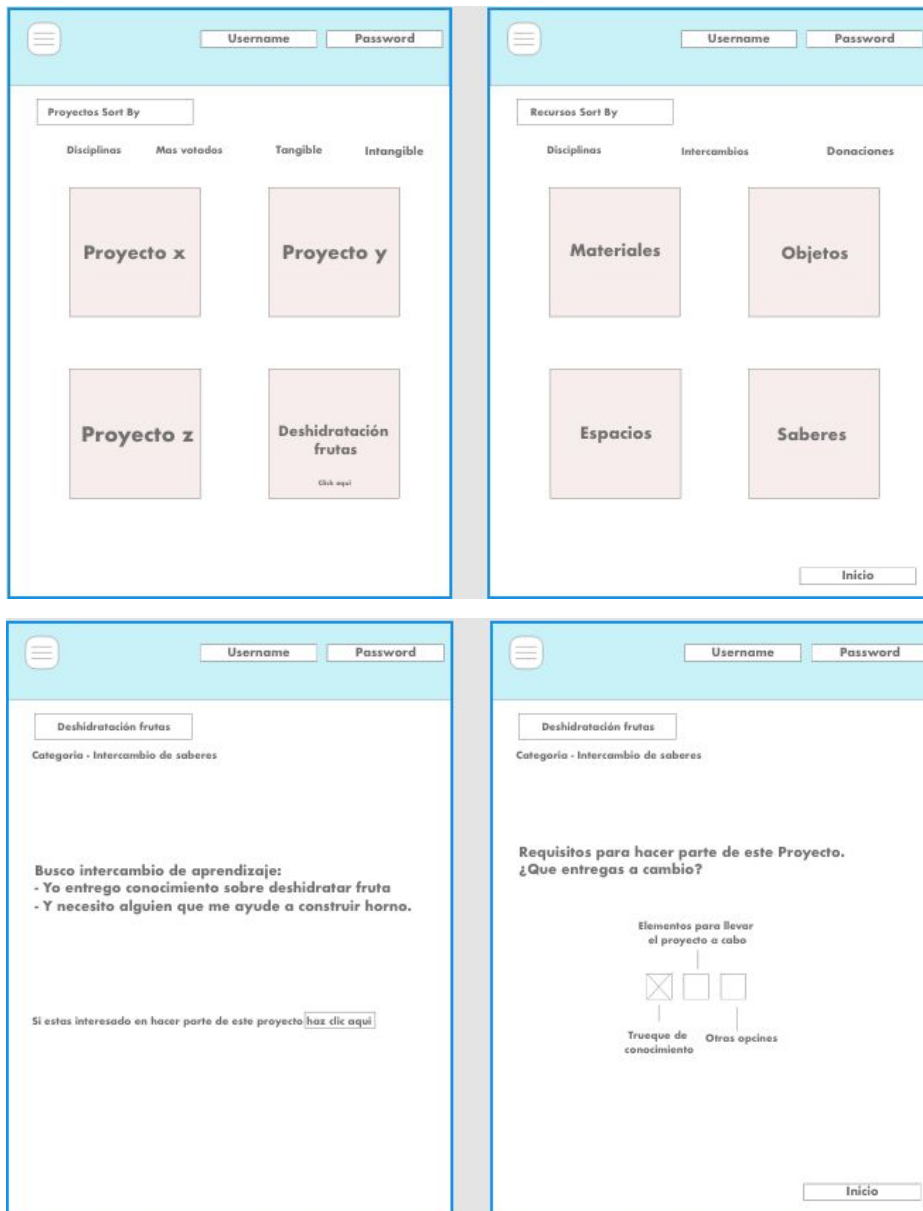 Username Password
Proyectos Sort By
Disciplinas Mas votados Tangible Intangible
Proyecto x
Proyecto y
Proyecto z
Deshidratación
frutas
Click aqui
Username Password
Recursos Sort By
Disciplinas Intercambios Donaciones
Materiales
Objetos
Espacios
Saberes
Inicio
Username Password
Deshidratación frutas
Categoria - Intercambio de saberes
Busco intercambio de aprendizaje:
- Yo entrego conocimiento sobre deshidratar fruta
- Y necesito alguien que me ayude a construir horno.
Si estas interesado en hacer parte de este proyecto haz clic aqui
Username Password
Deshidratación frutas
Categoria - Intercambio de saberes
Requisitos para hacer parte de este Proyecto.
¿Que entregas a cambio?
Elementos para llevar
el proyecto a cabo
Trueque de
conocimiento
Otras opcines
Inicio